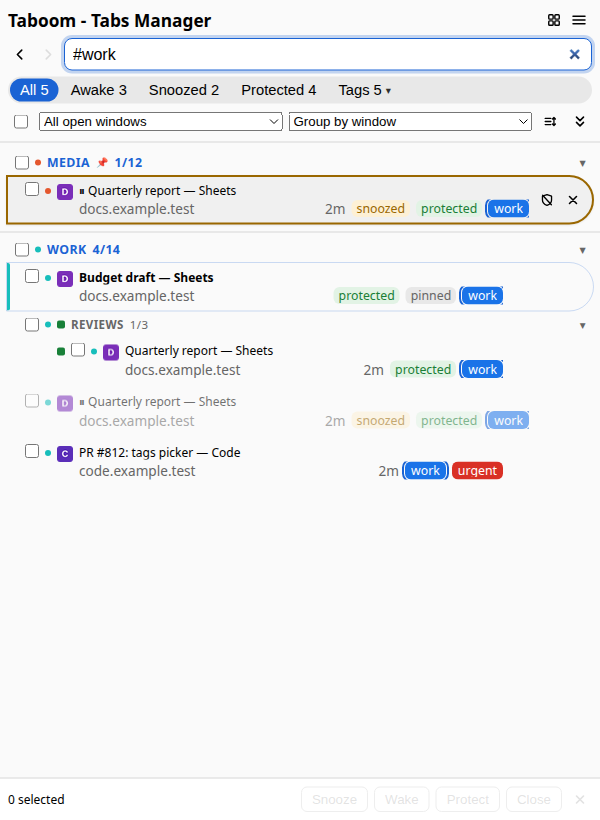 Taboom - Tabs Manager
#work
All 5 Awake 3 Snoozed 2 Protected 4 Tags 5 ▾
All open windows Group by window
MEDIA 📌 1/12
D Quarterly report — Sheets
docs.example.test 2m snoozed protected work
WORK 4/14
D Budget draft — Sheets
docs.example.test protected pinned work
REVIEWS 1/3
D Quarterly report — Sheets
docs.example.test 2m protected work
D Quarterly report — Sheets
docs.example.test 2m snoozed protected work
C PR #812: tags picker — Code
code.example.test 2m work urgent
0 selected Snooze Wake Protect Close